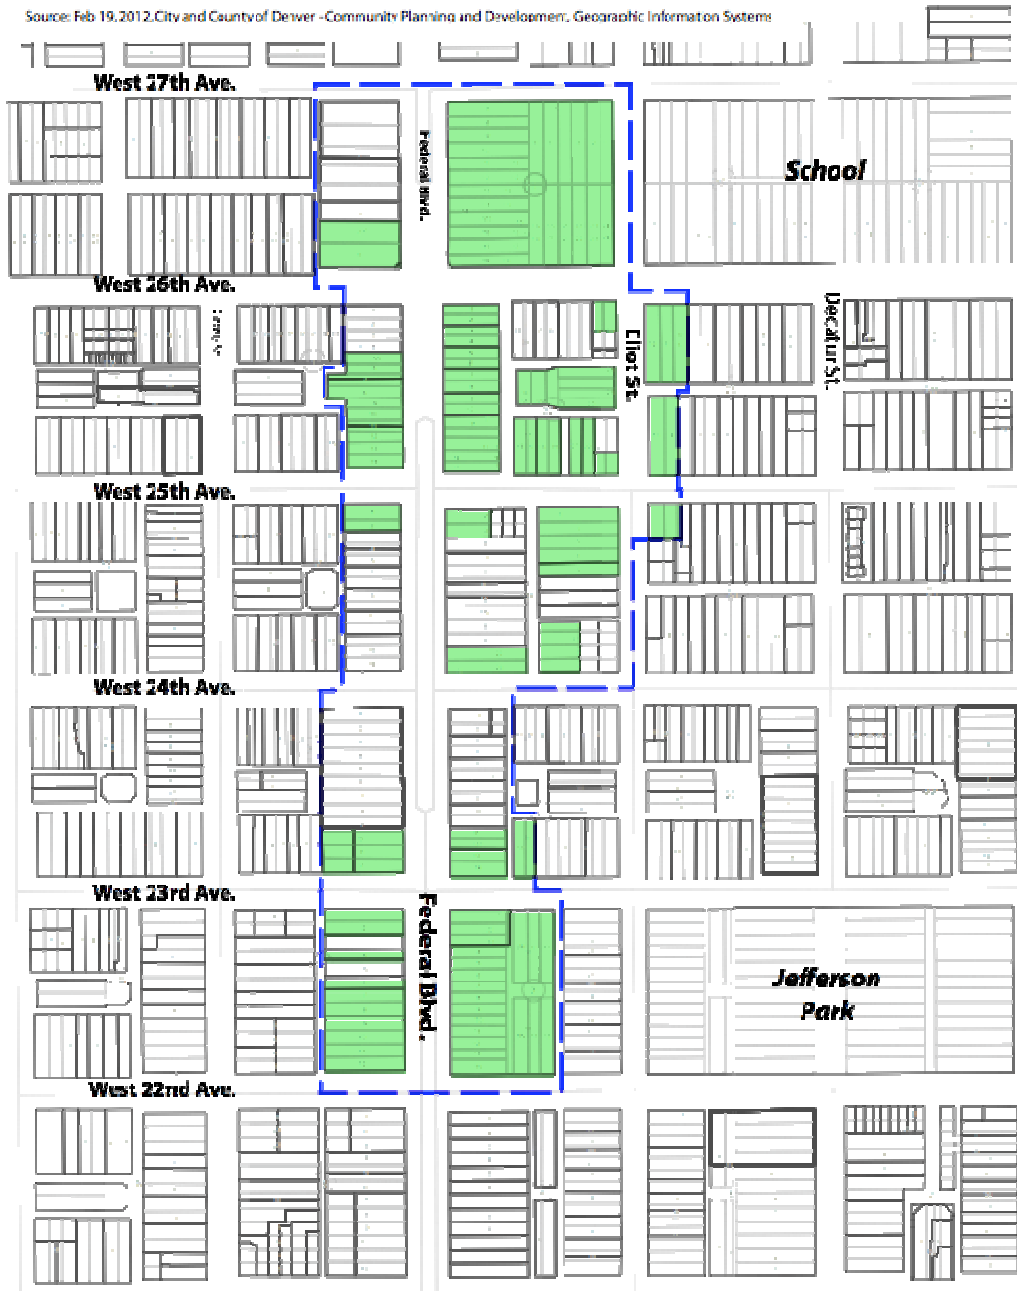 Source: Feb 19, 2012, City and County of Denver - Community Planning and Development, Geographic Information Systems
West 27th Ave.
Federal Blvd.
School
West 26th Ave.
Eliot St.
Decatur St.
West 25th Ave.
West 24th Ave.
West 23rd Ave.
Federal Blvd.
Jefferson
Park
West 22nd Ave.